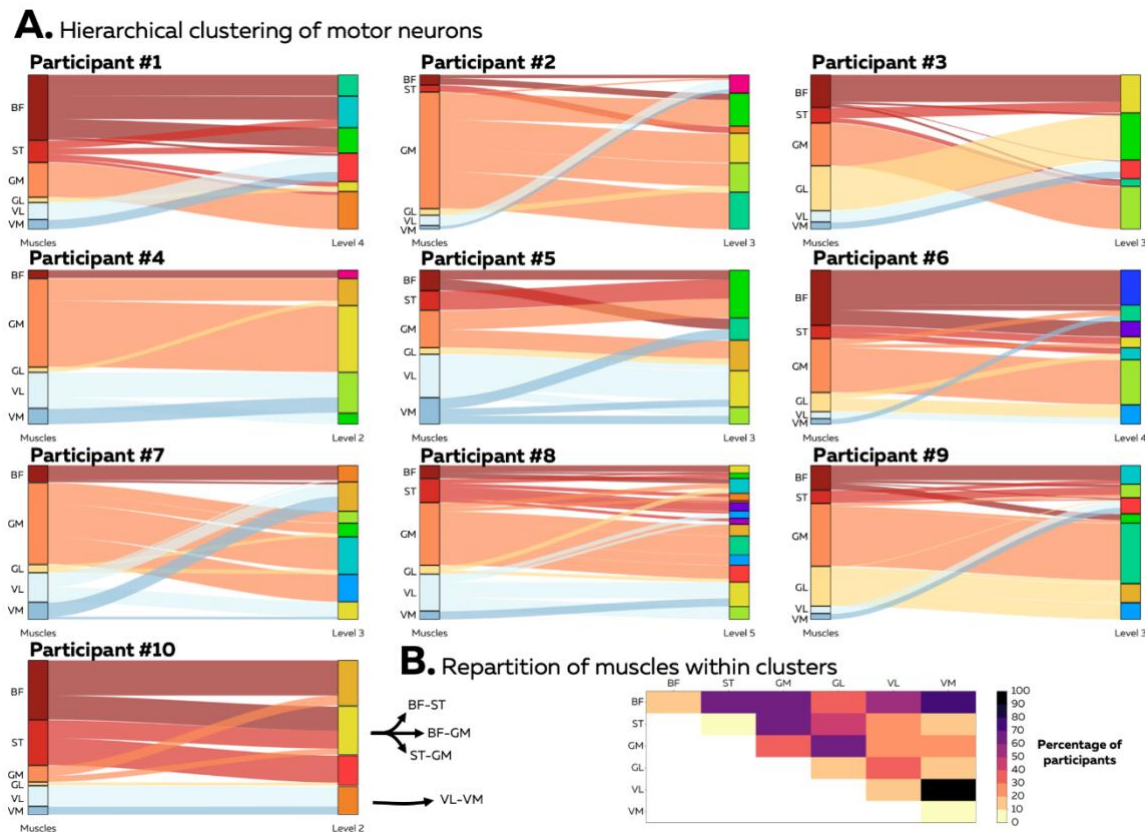 A. Hierarchical clustering of motor neurons
Participant #1
BF
ST
GM
GL
VL
VM
Muscles
Level 4
Participant #2
BF
ST
GM
GL
VL
VM
Muscles
Level 3
Participant #3
BF
ST
GM
GL
VL
VM
Muscles
Level 3
Participant #4
BF
GM
GL
VL
VM
Muscles
Level 2
Participant #5
BF
ST
GM
GL
VL
VM
Muscles
Level 3
Participant #6
BF
ST
GM
GL
VL
VM
Muscles
Level 4
Participant #7
BF
GM
GL
VL
VM
Muscles
Level 3
Participant #8
BF
ST
GM
GL
VL
VM
Muscles
Level 5
Participant #9
BF
ST
GM
GL
VL
VM
Muscles
Level 3
Participant #10
BF
ST
GM
GL
VL
VM
Muscles
Level 2
BF-ST
BF-GM
ST-GM
VL-VM
B. Repartition of muscles within clusters
BF ST GM GL VL VM
BF
ST
GM
GL
VL
VM
100
90
80
70
60
50
40
30
20
10
0
Percentage of
participants